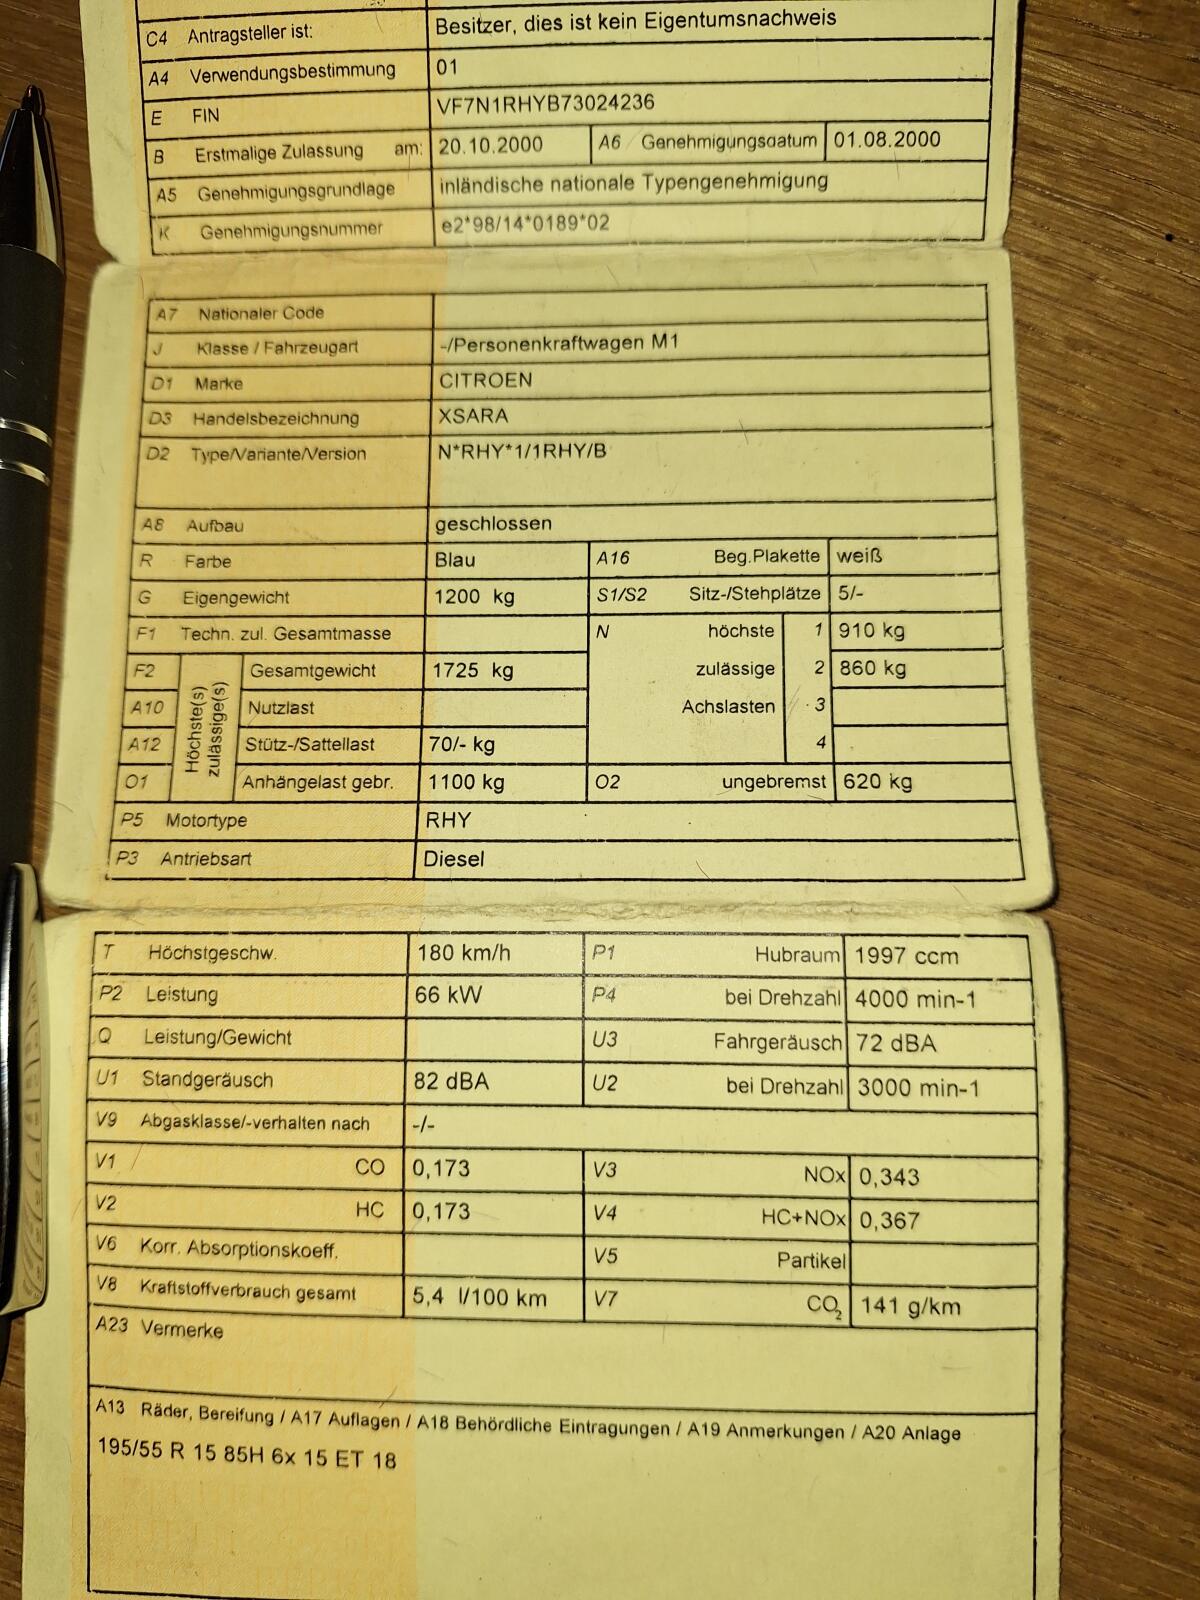 C4 Antragsteller ist: Besitzer, dies ist kein Eigentumsnachweis
A4 Verwendungsbestimmung 01
E FIN VF7N1RHYB73024236
B Erstmalige Zulassung am: 20.10.2000 A6 Genehmigungsdatum 01.08.2000
A5 Genehmigungsgrundlage inländische nationale Typengenehmigung
K Genehmigungsnummer e2*98/14*0189*02
A7 Nationaler Code
J Klasse / Fahrzeugart -/Personenkraftwagen M1
D1 Marke CITROEN
D3 Handelsbezeichnung XSARA
D2 Type/Variante/Version N*RHY*1/1RHY/B
A8 Aufbau geschlossen
R Farbe Blau A16 Beg.Plakette weiß
G Eigengewicht 1200 kg S1/S2 Sitz-/Stehplätze 5/-
F1 Techn. zul. Gesamtmasse N höchste 1 910 kg
F2 Höchste(s) zulässige(s) Gesamtgewicht 1725 kg zulässige 2 860 kg
A10 Nutzlast Achslasten 3
A12 Stütz-/Sattellast 70/- kg 4
O1 Anhängelast gebr. 1100 kg O2 ungebremst 620 kg
P5 Motortype RHY
P3 Antriebsart Diesel
T Höchstgeschw. 180 km/h P1 Hubraum 1997 ccm
P2 Leistung 66 kW P4 bei Drehzahl 4000 min-1
Q Leistung/Gewicht U3 Fahrgeräusch 72 dBA
U1 Standgeräusch 82 dBA U2 bei Drehzahl 3000 min-1
V9 Abgasklasse/-verhalten nach -/-
V1 CO 0,173 V3 NOx 0,343
V2 HC 0,173 V4 HC+NOx 0,367
V6 Korr. Absorptionskoeff. V5 Partikel
V8 Kraftstoffverbrauch gesamt 5,4 l/100 km V7 CO₂ 141 g/km
A23 Vermerke
A13 Räder, Bereifung / A17 Auflagen / A18 Behördliche Eintragungen / A19 Anmerkungen / A20 Anlage
195/55 R 15 85H 6x 15 ET 18